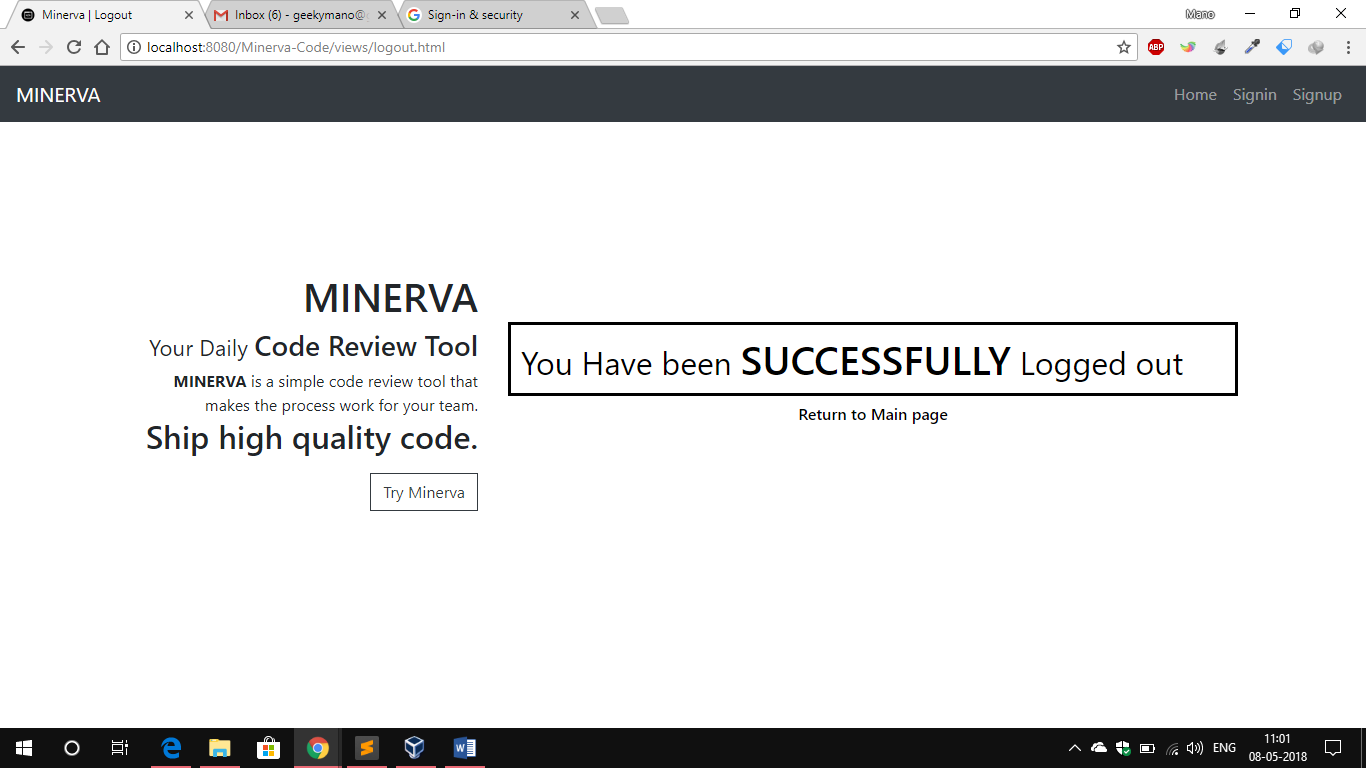 Minerva | Logout
Inbox (6) - geekymano@
Sign-in & security
Mano
localhost:8080/Minerva-Code/views/logout.html
ABP
MINERVA
Home Signin Signup
MINERVA
Your Daily Code Review Tool
MINERVA is a simple code review tool that
makes the process work for your team.
Ship high quality code.
Try Minerva
You Have been SUCCESSFULLY Logged out
Return to Main page
ENG
11:01
08-05-2018